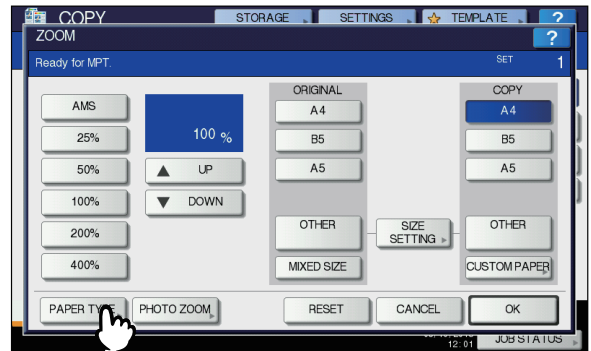 COPY STORAGE SETTINGS TEMPLATE ?
ZOOM ?
Ready for MPT. SET 1
ORIGINAL COPY
AMS A4 A4
100 %
25% B5 B5
50% UP A5 A5
100% DOWN
200% OTHER SIZE SETTING OTHER
400% MIXED SIZE CUSTOM PAPER
PHOTO ZOOM RESET CANCEL OK
PAPER
12:01 JOB STATUS